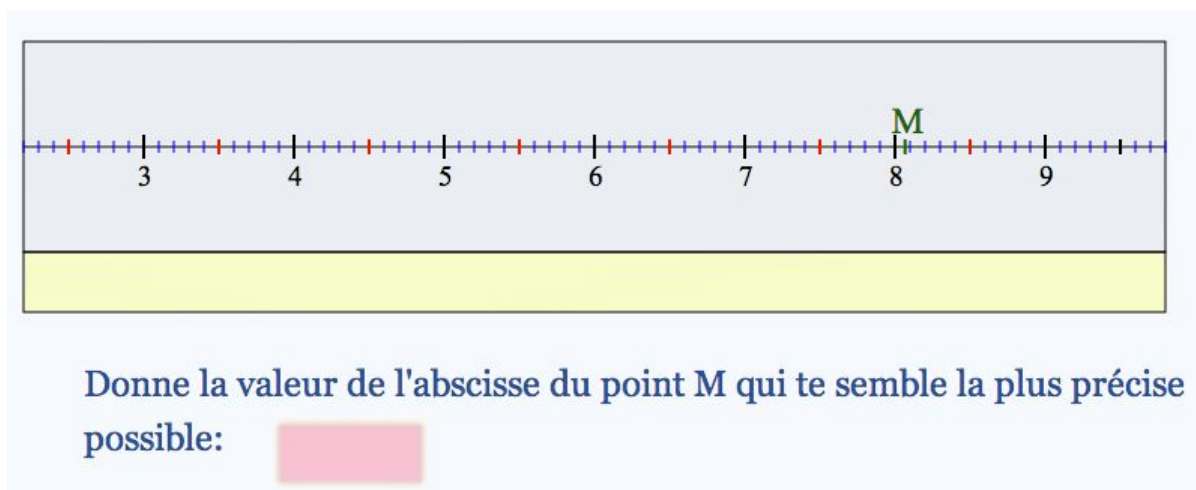 M
3 4 5 6 7 8 9
Donne la valeur de l'abscisse du point M qui te semble la plus précise
possible: